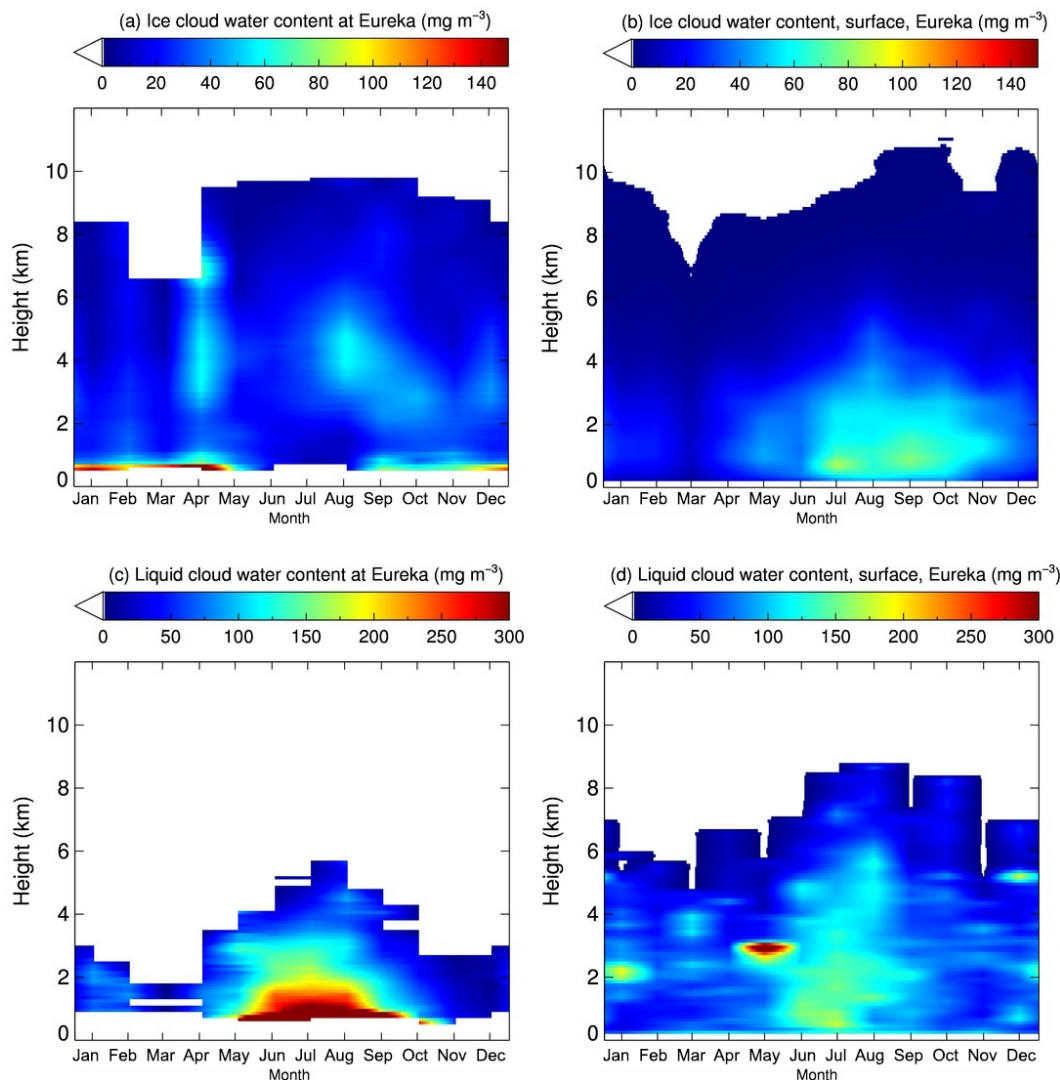 (a) Ice cloud water content at Eureka (mg m⁻³)
0 20 40 60 80 100 120 140
10
8
6
4
2
0
Height (km)
Jan Feb Mar Apr May Jun Jul Aug Sep Oct Nov Dec
Month
(b) Ice cloud water content, surface, Eureka (mg m⁻³)
0 20 40 60 80 100 120 140
10
8
6
4
2
0
Height (km)
Jan Feb Mar Apr May Jun Jul Aug Sep Oct Nov Dec
Month
(c) Liquid cloud water content at Eureka (mg m⁻³)
0 50 100 150 200 250 300
10
8
6
4
2
0
Height (km)
Jan Feb Mar Apr May Jun Jul Aug Sep Oct Nov Dec
Month
(d) Liquid cloud water content, surface, Eureka (mg m⁻³)
0 50 100 150 200 250 300
10
8
6
4
2
0
Height (km)
Jan Feb Mar Apr May Jun Jul Aug Sep Oct Nov Dec
Month